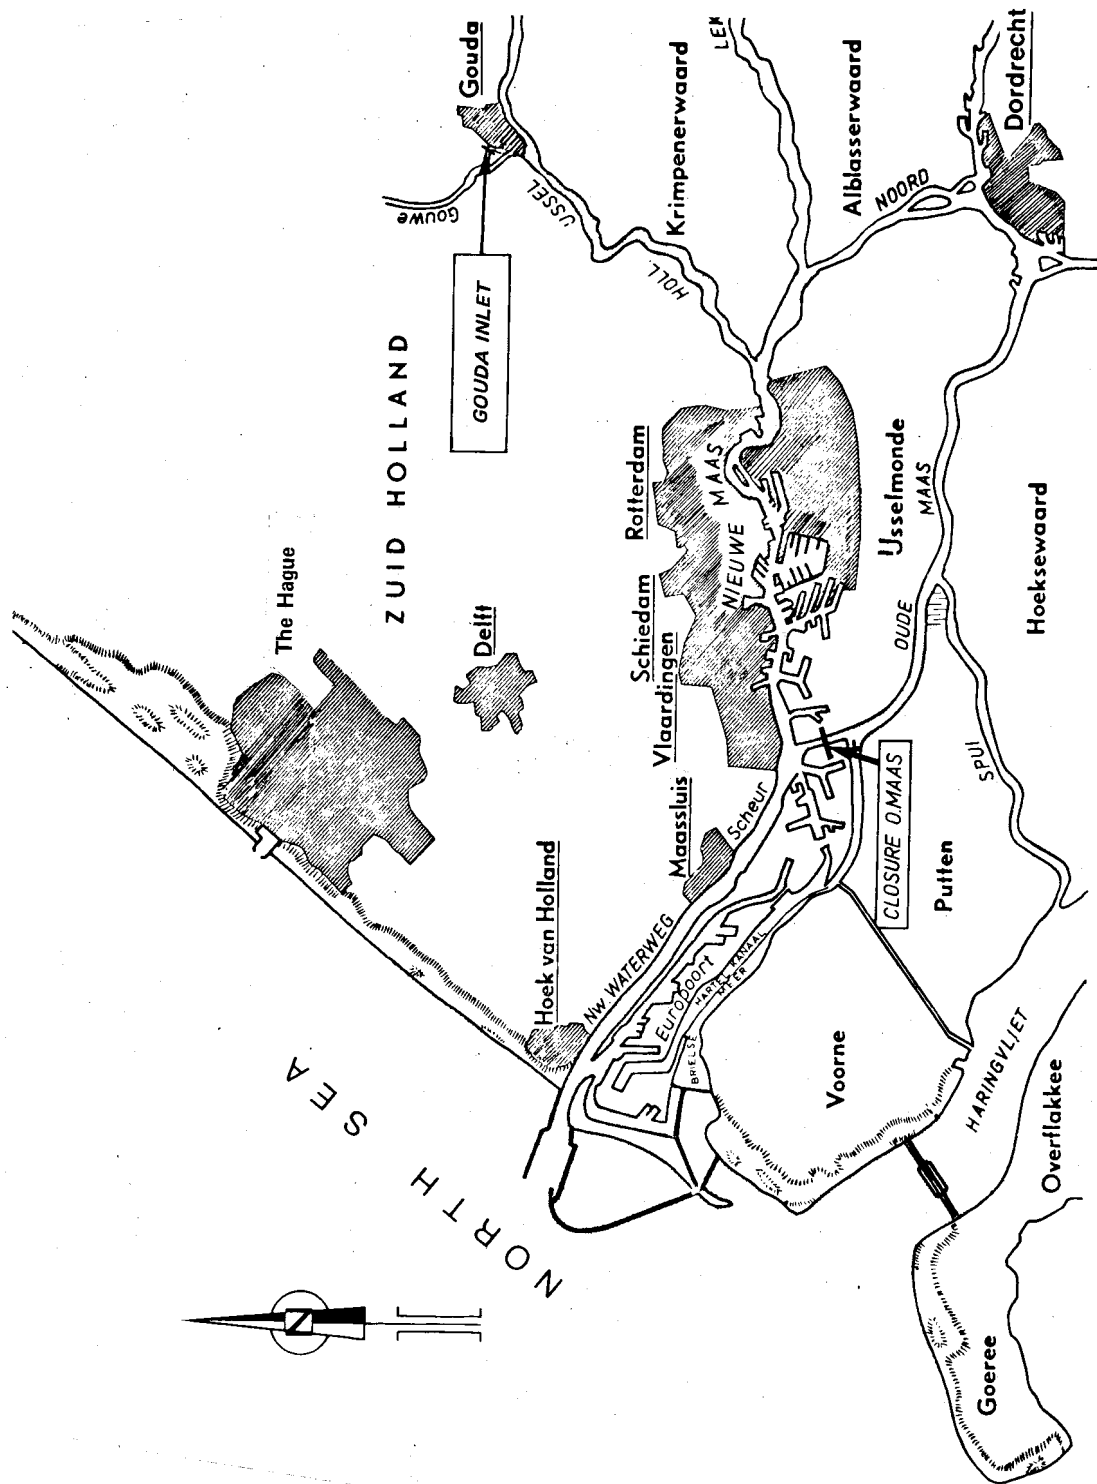 Gouda
Gouwe
IJSSEL
HOLL.
GOUDA INLET
Krimpenerwaard
LEK
Alblasserwaard
NOORD
Dordrecht
ZUID HOLLAND
The Hague
Delft
Rotterdam
Schiedam
Vlaardingen
NIEUWE MAAS
Maassluis
Scheur
Hoek van Holland
Nw. WATERWEG
Europoort
HARTEL KANAAL
BRIELSE MEER
IJsselmonde
OUDE MAAS
Hoeksewaard
SPUI
CLOSURE O.MAAS
Putten
Voorne
HARINGVLIET
Overflakkee
Goeree
NORTH SEA
N